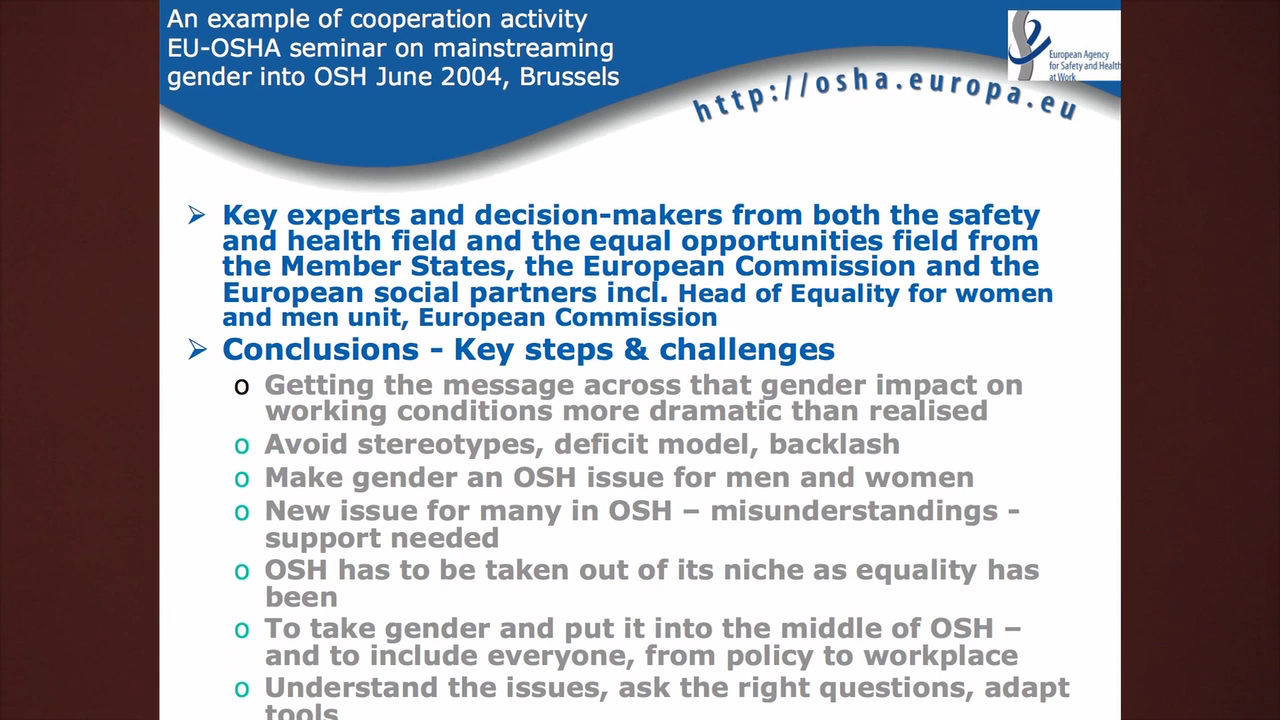 An example of cooperation activity
EU-OSHA seminar on mainstreaming
gender into OSH June 2004, Brussels
European Agency
for Safety and Health
at Work
http://osha.europa.eu
Key experts and decision-makers from both the safety
and health field and the equal opportunities field from
the Member States, the European Commission and the
European social partners incl. Head of Equality for women
and men unit, European Commission
Conclusions - Key steps & challenges
Getting the message across that gender impact on
working conditions more dramatic than realised
Avoid stereotypes, deficit model, backlash
Make gender an OSH issue for men and women
New issue for many in OSH – misunderstandings -
support needed
OSH has to be taken out of its niche as equality has
been
To take gender and put it into the middle of OSH –
and to include everyone, from policy to workplace
Understand the issues, ask the right questions, adapt
tools